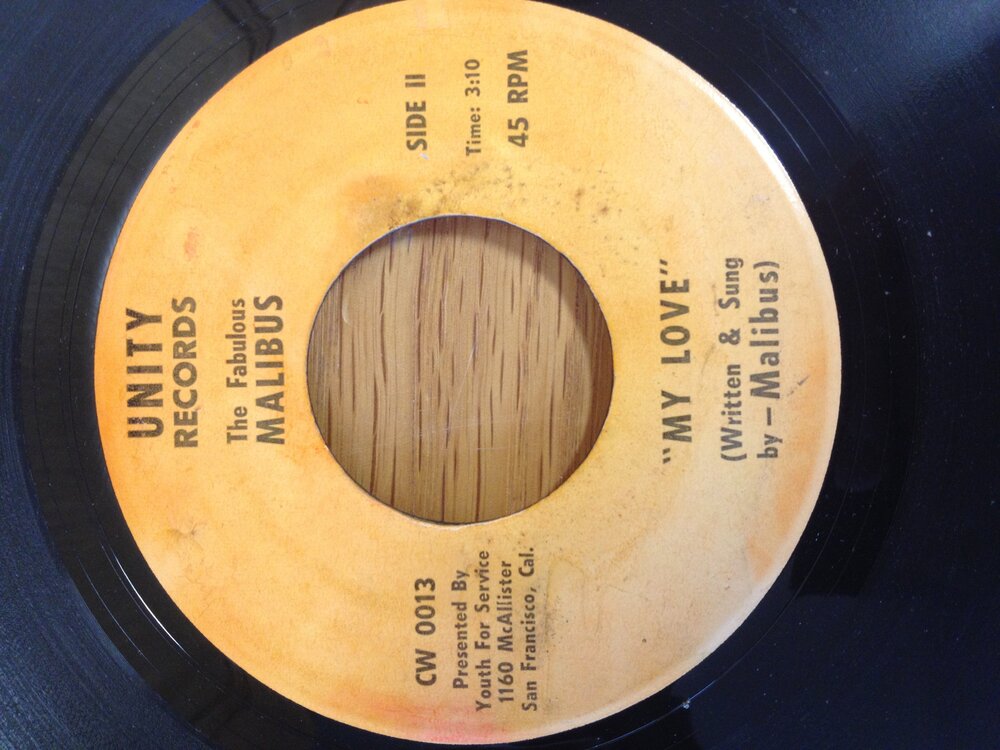 UNITY
RECORDS
The Fabulous
MALIBUS
CW 0013
Presented By
Youth For Service
1160 McAllister
San Francisco, Cal.
SIDE II
Time: 3:10
45 RPM
"MY LOVE"
(Written & Sung
by—Malibus)